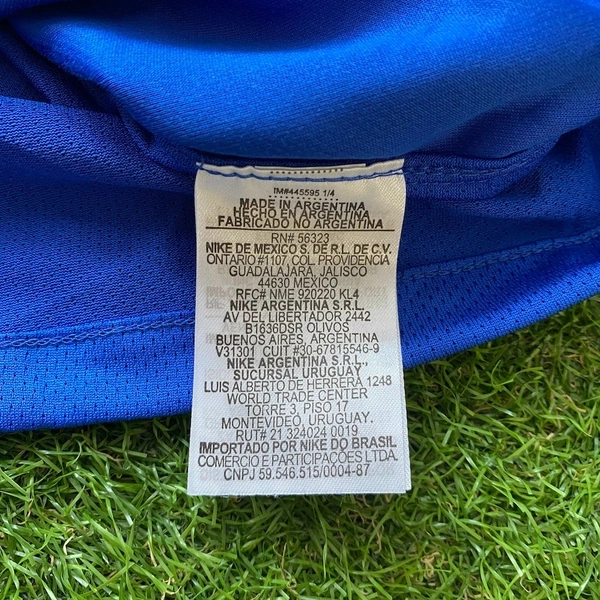 IM#445595 1/4
MADE IN ARGENTINA
HECHO EN ARGENTINA
FABRICADO NO ARGENTINA
RN# 56323
NIKE DE MEXICO S. DE R.L. DE C.V.
ONTARIO #1107, COL. PROVIDENCIA
GUADALAJARA, JALISCO
44630 MEXICO
RFC# NME 920220 KL4
NIKE ARGENTINA S.R.L.
AV DEL LIBERTADOR 2442
B1636DSR OLIVOS
BUENOS AIRES, ARGENTINA
V31301 CUIT #30-67815546-9
NIKE ARGENTINA S.R.L.,
SUCURSAL URUGUAY
LUIS ALBERTO DE HERRERA 1248
WORLD TRADE CENTER
TORRE 3, PISO 17
MONTEVIDEO, URUGUAY.
RUT# 21 324024 0019
IMPORTADO POR NIKE DO BRASIL
COMERCIO E PARTICIPAÇÕES LTDA.
CNPJ 59.546.515/0004-87